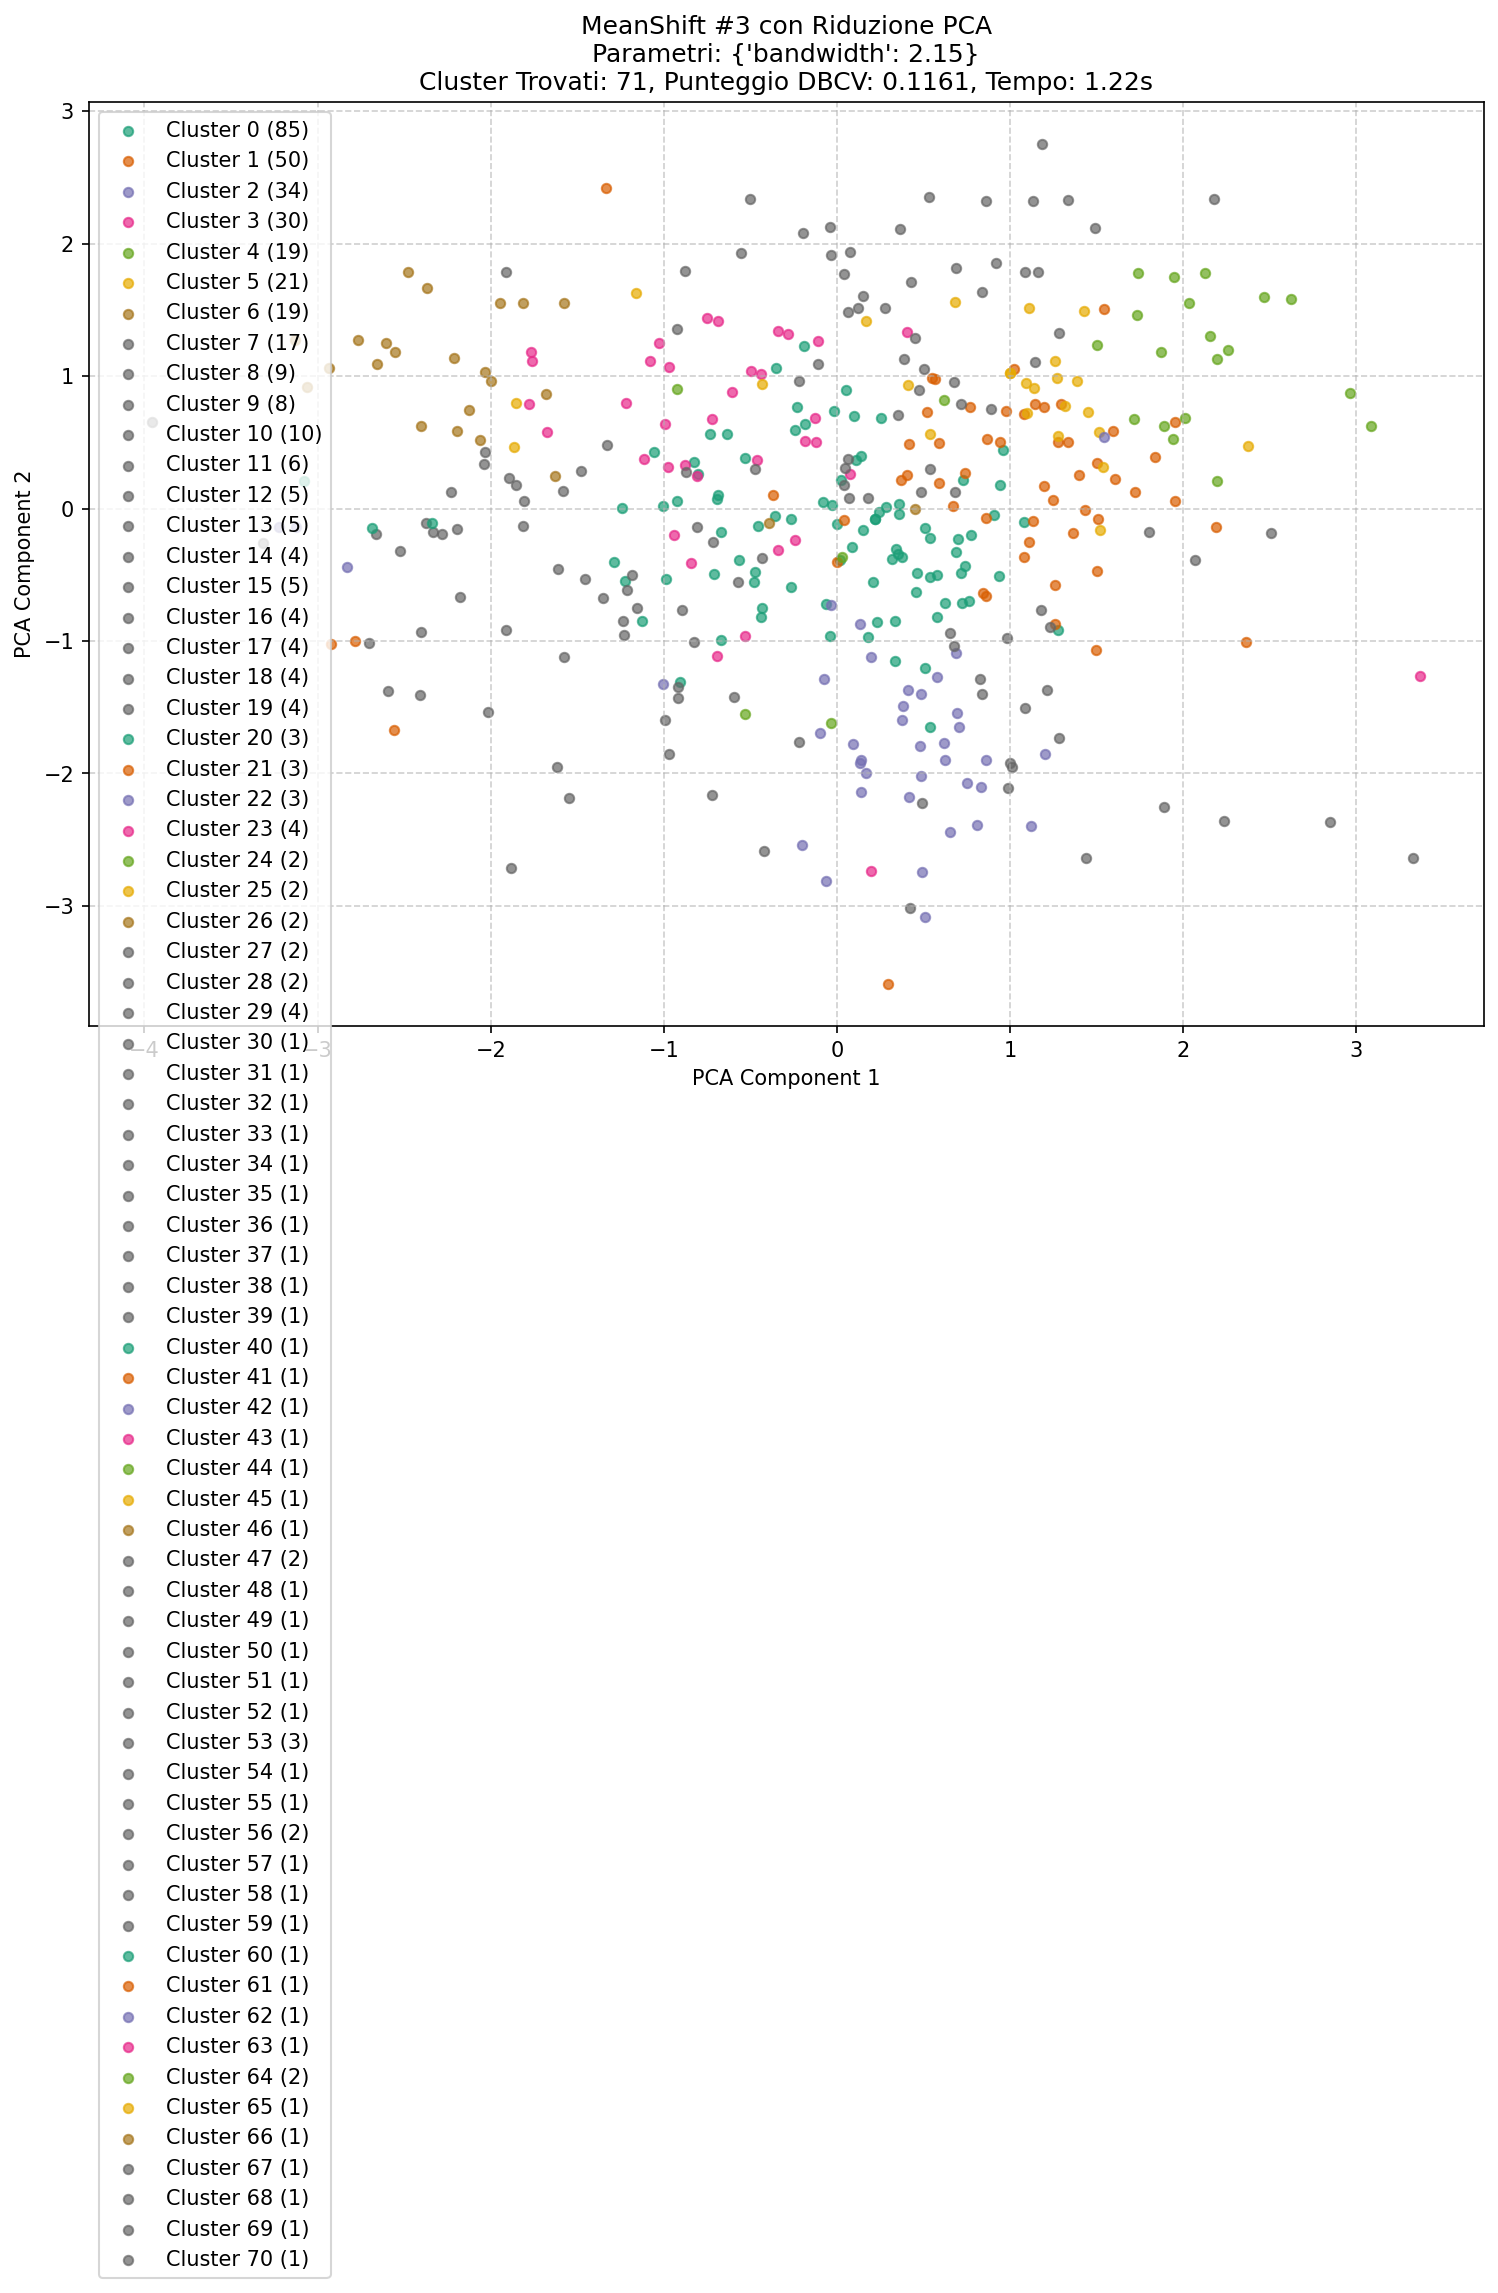 MeanShift #3 con Riduzione PCA
Parametri: {'bandwidth': 2.15}
Cluster Trovati: 71, Punteggio DBCV: 0.1161, Tempo: 1.22s
3
2
1
0
−1
−2
−3
PCA Component 2
Cluster 0 (85)
Cluster 1 (50)
Cluster 2 (34)
Cluster 3 (30)
Cluster 4 (19)
Cluster 5 (21)
Cluster 6 (19)
Cluster 7 (17)
Cluster 8 (9)
Cluster 9 (8)
Cluster 10 (10)
Cluster 11 (6)
Cluster 12 (5)
Cluster 13 (5)
Cluster 14 (4)
Cluster 15 (5)
Cluster 16 (4)
Cluster 17 (4)
Cluster 18 (4)
Cluster 19 (4)
Cluster 20 (3)
Cluster 21 (3)
Cluster 22 (3)
Cluster 23 (4)
Cluster 24 (2)
Cluster 25 (2)
Cluster 26 (2)
Cluster 27 (2)
Cluster 28 (2)
Cluster 29 (4)
Cluster 30 (1)
Cluster 31 (1)
Cluster 32 (1)
Cluster 33 (1)
Cluster 34 (1)
Cluster 35 (1)
Cluster 36 (1)
Cluster 37 (1)
Cluster 38 (1)
Cluster 39 (1)
Cluster 40 (1)
Cluster 41 (1)
Cluster 42 (1)
Cluster 43 (1)
Cluster 44 (1)
Cluster 45 (1)
Cluster 46 (1)
Cluster 47 (2)
Cluster 48 (1)
Cluster 49 (1)
Cluster 50 (1)
Cluster 51 (1)
Cluster 52 (1)
Cluster 53 (3)
Cluster 54 (1)
Cluster 55 (1)
Cluster 56 (2)
Cluster 57 (1)
Cluster 58 (1)
Cluster 59 (1)
Cluster 60 (1)
Cluster 61 (1)
Cluster 62 (1)
Cluster 63 (1)
Cluster 64 (2)
Cluster 65 (1)
Cluster 66 (1)
Cluster 67 (1)
Cluster 68 (1)
Cluster 69 (1)
Cluster 70 (1)
−4 −3 −2 −1 0 1 2 3
PCA Component 1